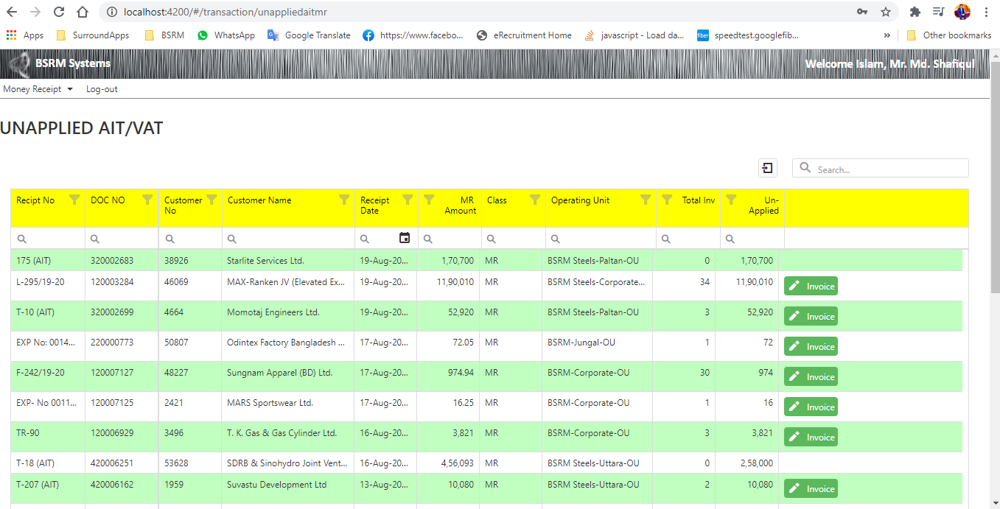 localhost:4200/#/transaction/unappliedaitmr
Apps SurroundApps BSRM WhatsApp Google Translate https://www.facebo... eRecruitment Home javascript - Load da... fiber speedtest.googlefib... » Other bookmarks
BSRM Systems Welcome Islam, Mr. Md. Shafiqul
Money Receipt Log-out
UNAPPLIED AIT/VAT
Search...
Recipt No DOC NO Customer No Customer Name Receipt Date MR Amount Class Operating Unit Total Inv Un-Applied
175 (AIT) 320002683 38926 Starlite Services Ltd. 19-Aug-20... 1,70,700 MR BSRM Steels-Paltan-OU 0 1,70,700
L-295/19-20 120003284 46069 MAX-Ranken JV (Elevated Ex... 19-Aug-20... 11,90,010 MR BSRM Steels-Corporate... 34 11,90,010 Invoice
T-10 (AIT) 320002699 4664 Momotaj Engineers Ltd. 19-Aug-20... 52,920 MR BSRM Steels-Paltan-OU 3 52,920 Invoice
EXP No: 0014... 220000773 50807 Odintex Factory Bangladesh ... 17-Aug-20... 72.05 MR BSRM-Jungal-OU 1 72 Invoice
F-242/19-20 120007127 48227 Sungnam Apparel (BD) Ltd. 17-Aug-20... 974.94 MR BSRM-Corporate-OU 30 974 Invoice
EXP- No 0011... 120007125 2421 MARS Sportswear Ltd. 17-Aug-20... 16.25 MR BSRM-Corporate-OU 1 16 Invoice
TR-90 120006929 3496 T. K. Gas & Gas Cylinder Ltd. 16-Aug-20... 3,821 MR BSRM-Corporate-OU 3 3,821 Invoice
T-18 (AIT) 420006251 53628 SDRB & Sinohydro Joint Vent... 16-Aug-20... 4,56,093 MR BSRM Steels-Uttara-OU 0 2,58,000
T-207 (AIT) 420006162 1959 Suvastu Development Ltd 13-Aug-20... 10,080 MR BSRM Steels-Uttara-OU 2 10,080 Invoice